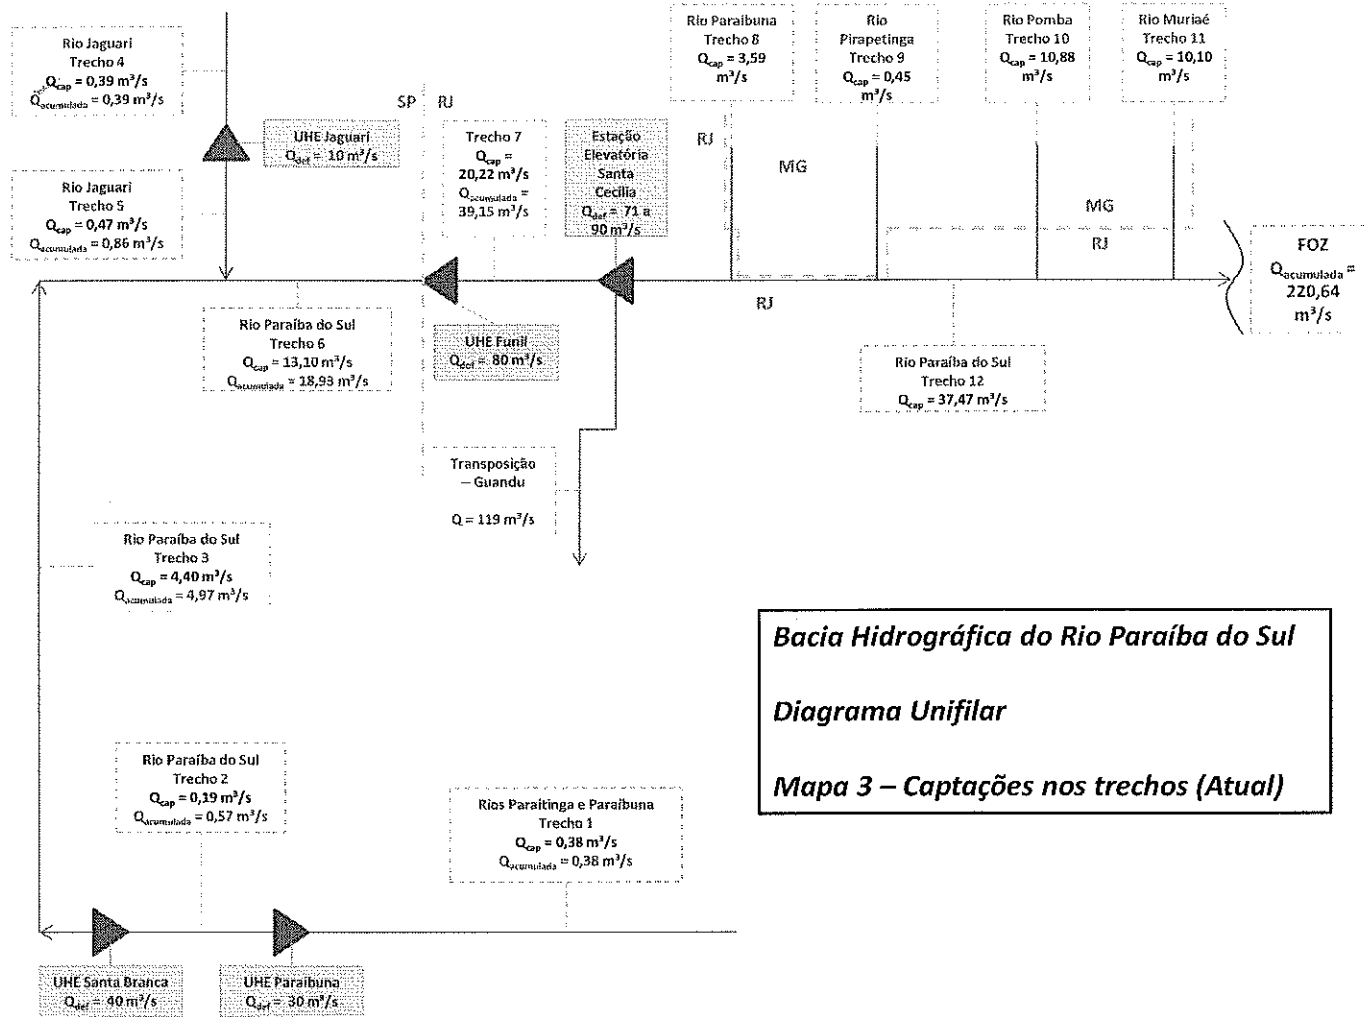 Rio Jaguari
Trecho 4
Qcap = 0,39 m³/s
Qacumulada = 0,39 m³/s
UHE Jaguari
Qdef = 10 m³/s
Rio Jaguari
Trecho 5
Qcap = 0,47 m³/s
Qacumulada = 0,86 m³/s
SP
RJ
Trecho 7
Qcap =
20,22 m³/s
Qacumulada =
39,15 m³/s
Estação
Elevatória
Santa
Cecília
Qdef = 71 a
90 m³/s
Rio Paraibuna
Trecho 8
Qcap = 3,59
m³/s
Rio
Pirapetinga
Trecho 9
Qcap = 0,45
m³/s
Rio Pomba
Trecho 10
Qcap = 10,88
m³/s
Rio Muriaé
Trecho 11
Qcap = 10,10
m³/s
RJ
MG
MG
RJ
RJ
FOZ
Qacumulada =
220,64
m³/s
Rio Paraíba do Sul
Trecho 6
Qcap = 13,10 m³/s
Qacumulada = 18,93 m³/s
UHE Funil
Qdef = 80 m³/s
Rio Paraíba do Sul
Trecho 12
Qcap = 37,47 m³/s
Transposição
– Guandu
Q = 119 m³/s
Rio Paraíba do Sul
Trecho 3
Qcap = 4,40 m³/s
Qacumulada = 4,97 m³/s
Bacia Hidrográfica do Rio Paraíba do Sul
Diagrama Unifilar
Mapa 3 – Captações nos trechos (Atual)
Rio Paraíba do Sul
Trecho 2
Qcap = 0,19 m³/s
Qacumulada = 0,57 m³/s
Rios Paraitinga e Paraibuna
Trecho 1
Qcap = 0,38 m³/s
Qacumulada = 0,38 m³/s
UHE Santa Branca
Qdef = 40 m³/s
UHE Paraibuna
Qdef = 30 m³/s